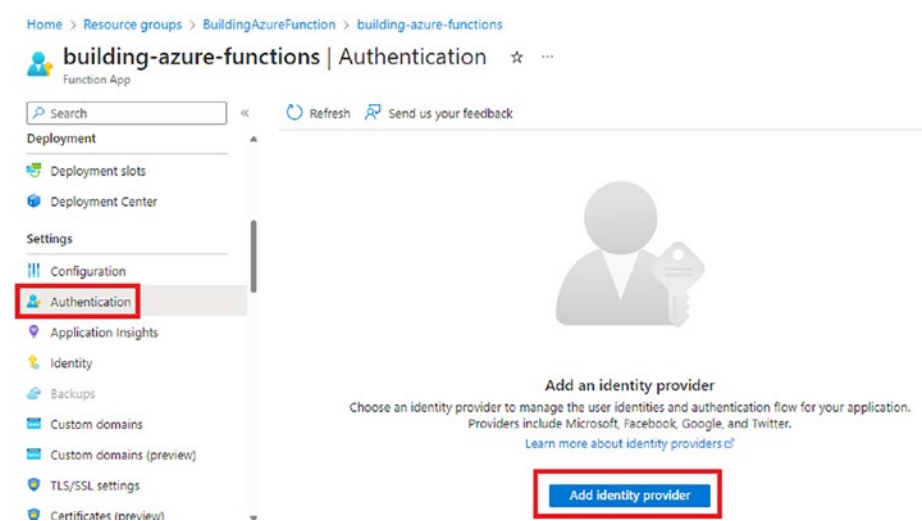 Home > Resource groups > BuildingAzureFunction > building-azure-functions
building-azure-functions | Authentication
Function App
Search
Refresh
Send us your feedback
Deployment
Deployment slots
Deployment Center
Settings
Configuration
Authentication
Application Insights
Identity
Backups
Custom domains
Custom domains (preview)
TLS/SSL settings
Certificates (preview)
Add an identity provider
Choose an identity provider to manage the user identities and authentication flow for your application.
Providers include Microsoft, Facebook, Google, and Twitter.
Learn more about identity providers
Add identity provider